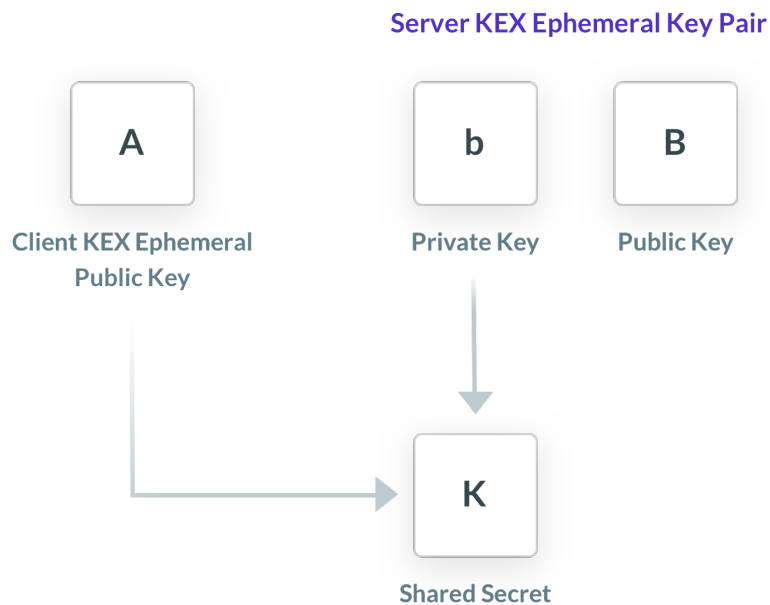 Server KEX Ephemeral Key Pair
A
b
B
Client KEX Ephemeral
Public Key
Private Key
Public Key
K
Shared Secret